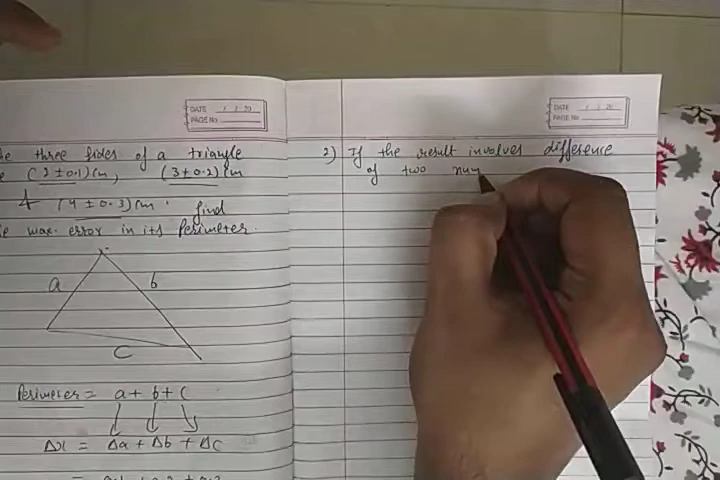 DATE
PAGE No
he three sides of a triangle
(2 ± 0.1) cm, (3 ± 0.2) cm
(4 ± 0.3) cm. find
max. error in its Perimeter.
a
b
C
Perimeter = a + b + c
Δx = Δa + Δb + Δc
DATE
PAGE No
2) If the result involves difference
of two num